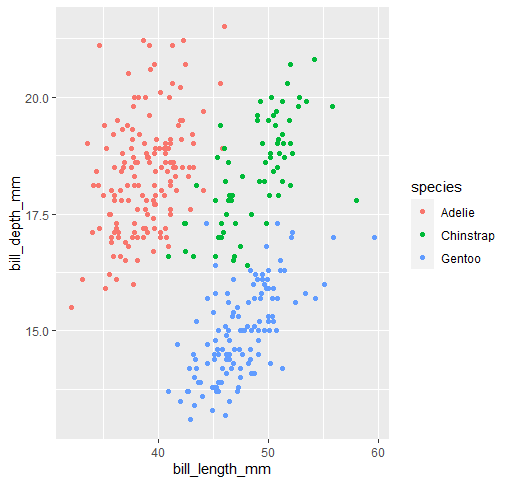 bill_depth_mm
20.0
17.5
15.0
40
50
60
bill_length_mm
species
Adelie
Chinstrap
Gentoo